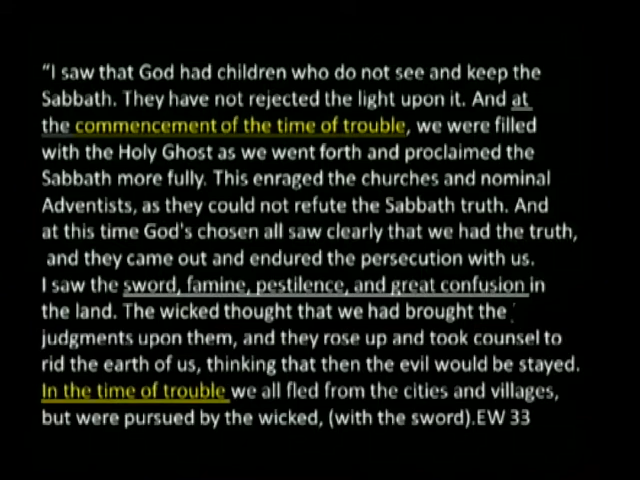 “I saw that God had children who do not see and keep the
Sabbath. They have not rejected the light upon it. And at
the commencement of the time of trouble, we were filled
with the Holy Ghost as we went forth and proclaimed the
Sabbath more fully. This enraged the churches and nominal
Adventists, as they could not refute the Sabbath truth. And
at this time God's chosen all saw clearly that we had the truth,
and they came out and endured the persecution with us.
I saw the sword, famine, pestilence, and great confusion in
the land. The wicked thought that we had brought the
judgments upon them, and they rose up and took counsel to
rid the earth of us, thinking that then the evil would be stayed.
In the time of trouble we all fled from the cities and villages,
but were pursued by the wicked, (with the sword).EW 33